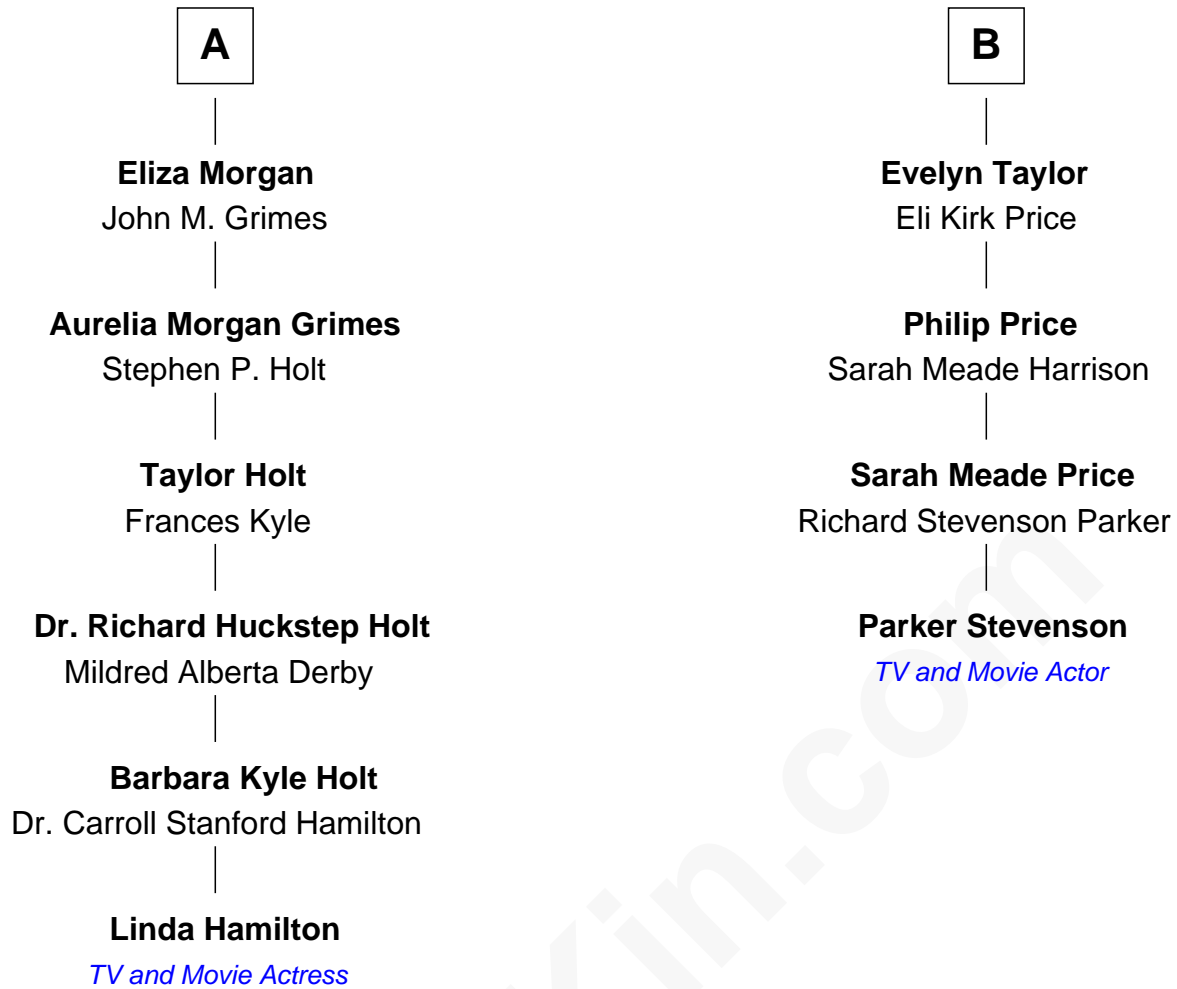 A
Eliza Morgan
John M. Grimes
Aurelia Morgan Grimes
Stephen P. Holt
Taylor Holt
Frances Kyle
Dr. Richard Huckstep Holt
Mildred Alberta Derby
Barbara Kyle Holt
Dr. Carroll Stanford Hamilton
Linda Hamilton
TV and Movie Actress
B
Evelyn Taylor
Eli Kirk Price
Philip Price
Sarah Meade Harrison
Sarah Meade Price
Richard Stevenson Parker
Parker Stevenson
TV and Movie Actor
Kin.com